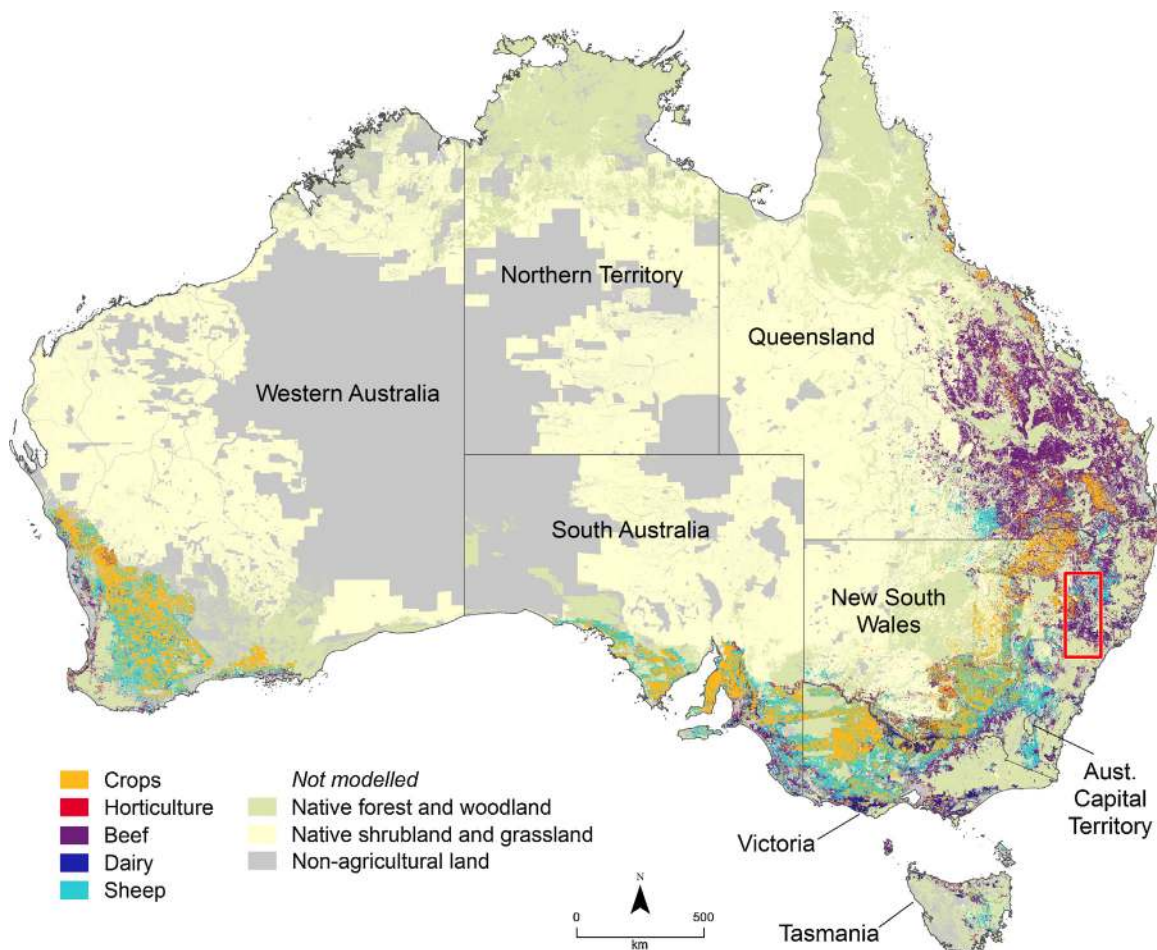 Northern Territory
Queensland
Western Australia
South Australia
New South
Wales
Crops
Horticulture
Beef
Dairy
Sheep
Not modelled
Native forest and woodland
Native shrubland and grassland
Non-agricultural land
N
0 500
km
Victoria
Tasmania
Aust.
Capital
Territory